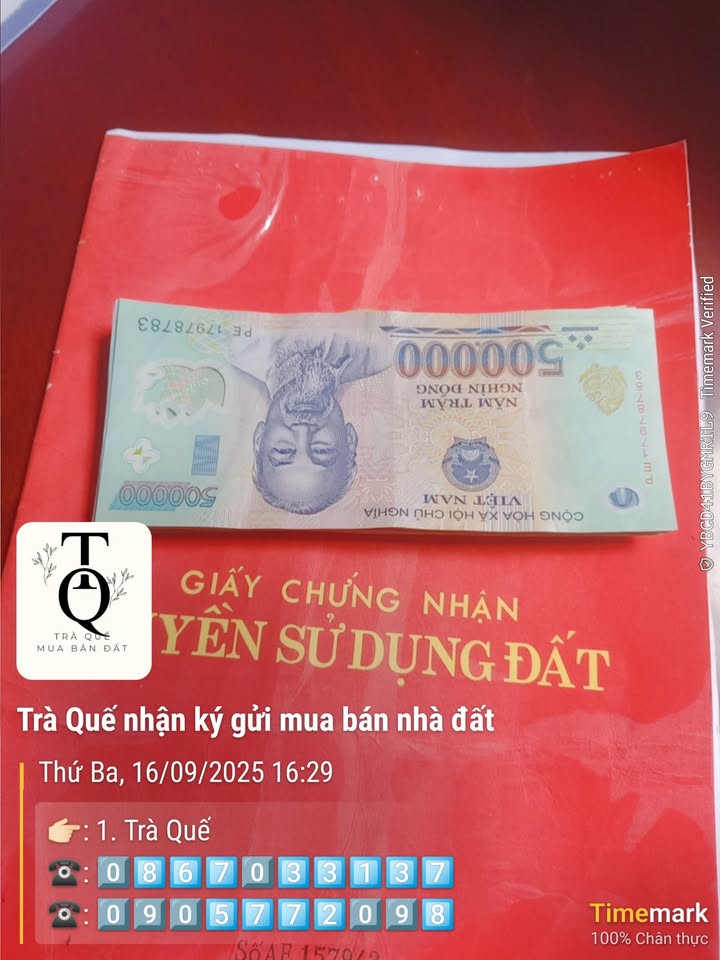 CỘNG HÒA XÃ HỘI CHỦ NGHĨA
VIỆT NAM
NĂM TRĂM
NGHÌN ĐỒNG
500000
500000
PE 17978783
GIẤY CHỨNG NHẬN
YỀN SỬ DỤNG ĐẤT
TQ
TRÀ QUẾ
MUA BÁN ĐẤT
Trà Quế nhận ký gửi mua bán nhà đất
Thứ Ba, 16/09/2025 16:29
👉: 1. Trà Quế
☎: 0867033137
☎: 0905772098
Timemark
100% Chân thực
Timemark Verified